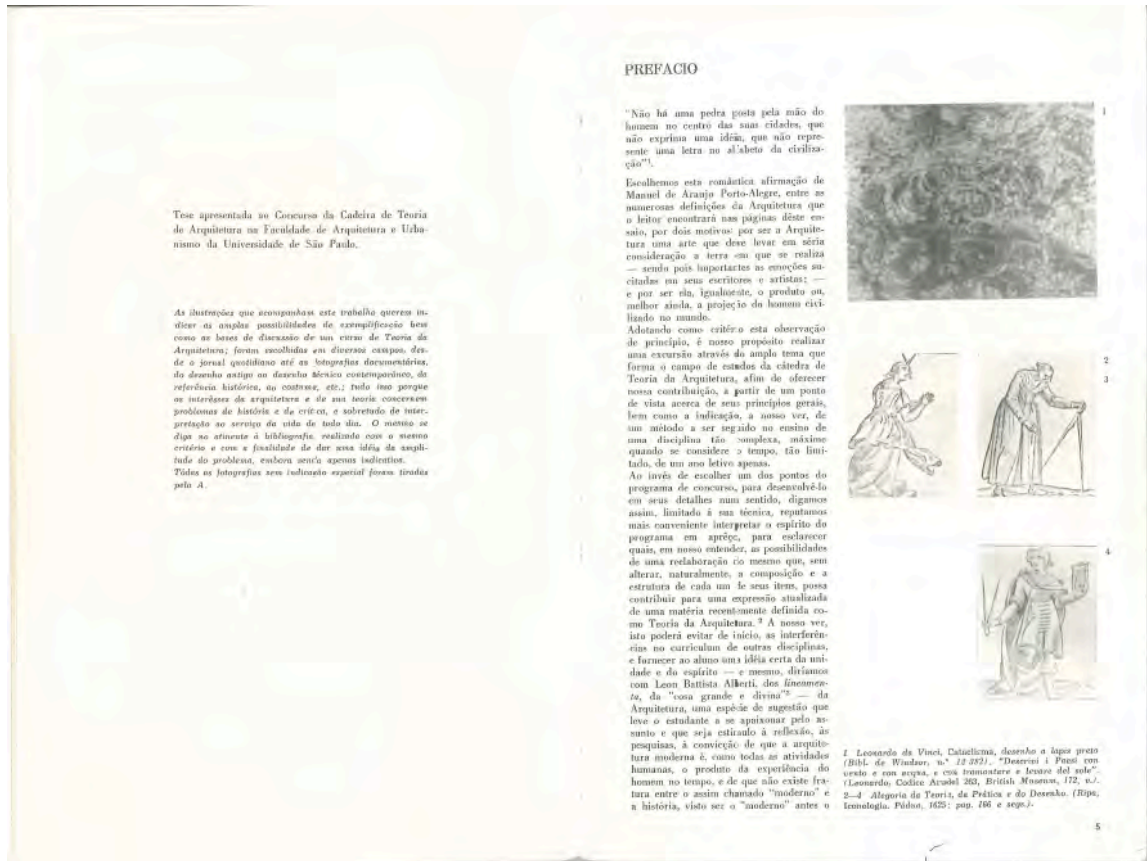 Tese apresentada ao Concurso da Cadeira de Teoria
de Arquitetura na Faculdade de Arquitetura e Urba-
nismo da Universidade de São Paulo.
As ilustrações que acompanham este trabalho querem in-
dicar as amplas possibilidades de exemplificação bem
como as bases de discussão de um curso de Teoria da
Arquitetura; foram escolhidas em diversos campos, des-
de o jornal quotidiano até as fotografias documentárias,
do desenho antigo ao desenho técnico contemporâneo, da
referência histórica, ao costume, etc.; tudo isso porque
os interêsses da arquitetura e de sua teoria concernem
problemas de história e de crítica, e sobretudo de inter-
pretação ao serviço da vida de todo dia. O mesmo se
diga no atinente à bibliografia, realizada com o mesmo
critério e com a finalidade de dar uma idéia da ampli-
tude do problema, embora sendo apenas indícios.
Tôdas as fotografias sem indicação especial foram tiradas
pelo A.
PREFACIO
"Não há uma pedra posta pela mão do
homem no centro das suas cidades, que
não exprima uma idéia, que não repre-
sente uma letra no alfabeto da civiliza-
ção"¹.
Escolhemos esta romântica afirmação de
Manuel de Araujo Porto-Alegre, entre as
numerosas definições da Arquitetura que
o leitor encontrará nas páginas dêste en-
saio, por dois motivos: por ser a Arquite-
tura uma arte que deve levar em séria
consideração a terra em que se realiza
— sendo pois importantes as emoções su-
citadas em seus escritores e artistas; —
e por ser ela, igualmente, o produto ou,
melhor ainda, a projeção do homem civi-
lizado no mundo.
Adotando como critério esta observação
de princípio, é nosso propósito realizar
uma excursão através do amplo tema que
forma o campo de estudos da cátedra de
Teoria da Arquitetura, afim de oferecer
nossa contribuição, a partir de um ponto
de vista acerca de seus princípios gerais,
bem como a indicação, a nosso ver, de
um método a ser seguido no ensino de
uma disciplina tão complexa, máxime
quando se considere o tempo, tão limi-
tado, de um ano letivo apenas.
Ao invés de escolher um dos pontos do
programa de concurso, para desenvolvê-lo
em seus detalhes num sentido, digamos
assim, limitado à sua técnica, reputamos
mais conveniente interpretar o espírito do
programa em aprêço, para esclarecer
quais, em nosso entender, as possibilidades
de uma reelaboração do mesmo que, sem
alterar, naturalmente, a composição e a
estrutura de cada um de seus itens, possa
contribuir para uma expressão atualizada
de uma matéria recentemente definida co-
mo Teoria da Arquitetura.² A nosso ver,
isto poderá evitar de início, as interferên-
cias no curriculum de outras disciplinas,
e fornecer ao aluno uma idéia certa da uni-
dade e do espírito — e mesmo, diríamos
com Leon Battista Alberti, dos lineamen-
ta, da "cosa grande e divina"³ — da
Arquitetura, uma espécie de sugestão que
leve o estudante a se apaixonar pelo as-
sunto e que seja estímulo à reflexão, às
pesquisas, à convicção de que a arquite-
tura moderna é, como todas as atividades
humanas, o produto da experiência do
homem no tempo, e de que não existe fra-
tura entre o assim chamado "moderno" e
a história, visto ser o "moderno" antes o
1
2
3
4
1 Leonardo da Vinci, Cataclisma, desenho a lapis preto
(Bibl. de Windsor, n.º 12 382). "Descrivi i Paesi con
vento e con acqua, e con tramontare e levare del sole".
(Leonardo, Codice Arundel 263, British Museum, 172, v.).
2—4 Alegoria da Teoria, da Prática e do Desenho. (Ripa,
Iconologia. Pádua, 1625; pag. 166 e segs.).
5